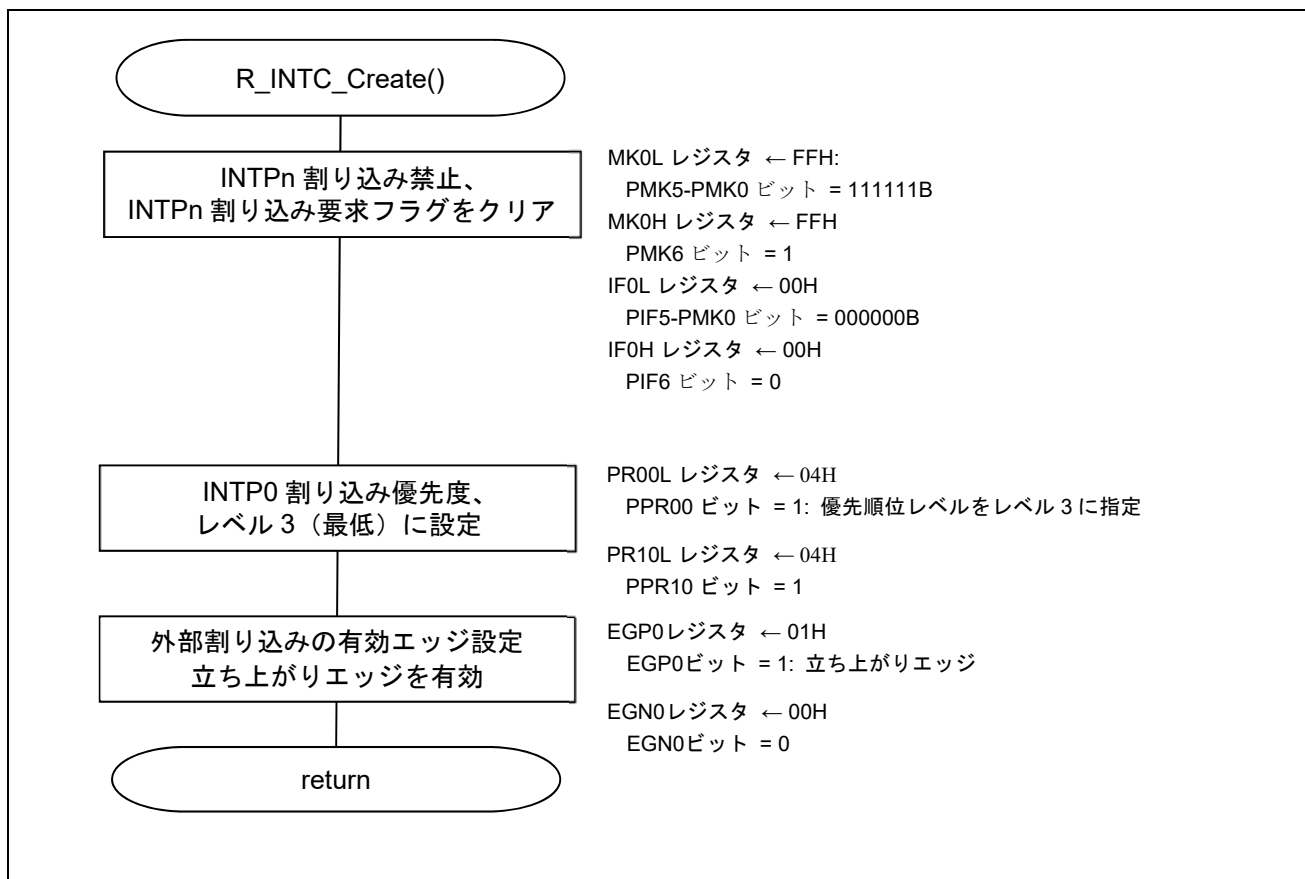 R_INTC_Create()
INTPn 割り込み禁止、
INTPn 割り込み要求フラグをクリア
MK0L レジスタ ← FFH:
PMK5-PMK0 ビット = 111111B
MK0H レジスタ ← FFH
PMK6 ビット = 1
IF0L レジスタ ← 00H
PIF5-PMK0 ビット = 000000B
IF0H レジスタ ← 00H
PIF6 ビット = 0
INTP0 割り込み優先度、
レベル 3（最低）に設定
PR00L レジスタ ← 04H
PPR00 ビット = 1: 優先順位レベルをレベル 3 に指定
PR10L レジスタ ← 04H
PPR10 ビット = 1
外部割り込みの有効エッジ設定
立ち上がりエッジを有効
EGP0レジスタ ← 01H
EGP0ビット = 1: 立ち上がりエッジ
EGN0レジスタ ← 00H
EGN0ビット = 0
return